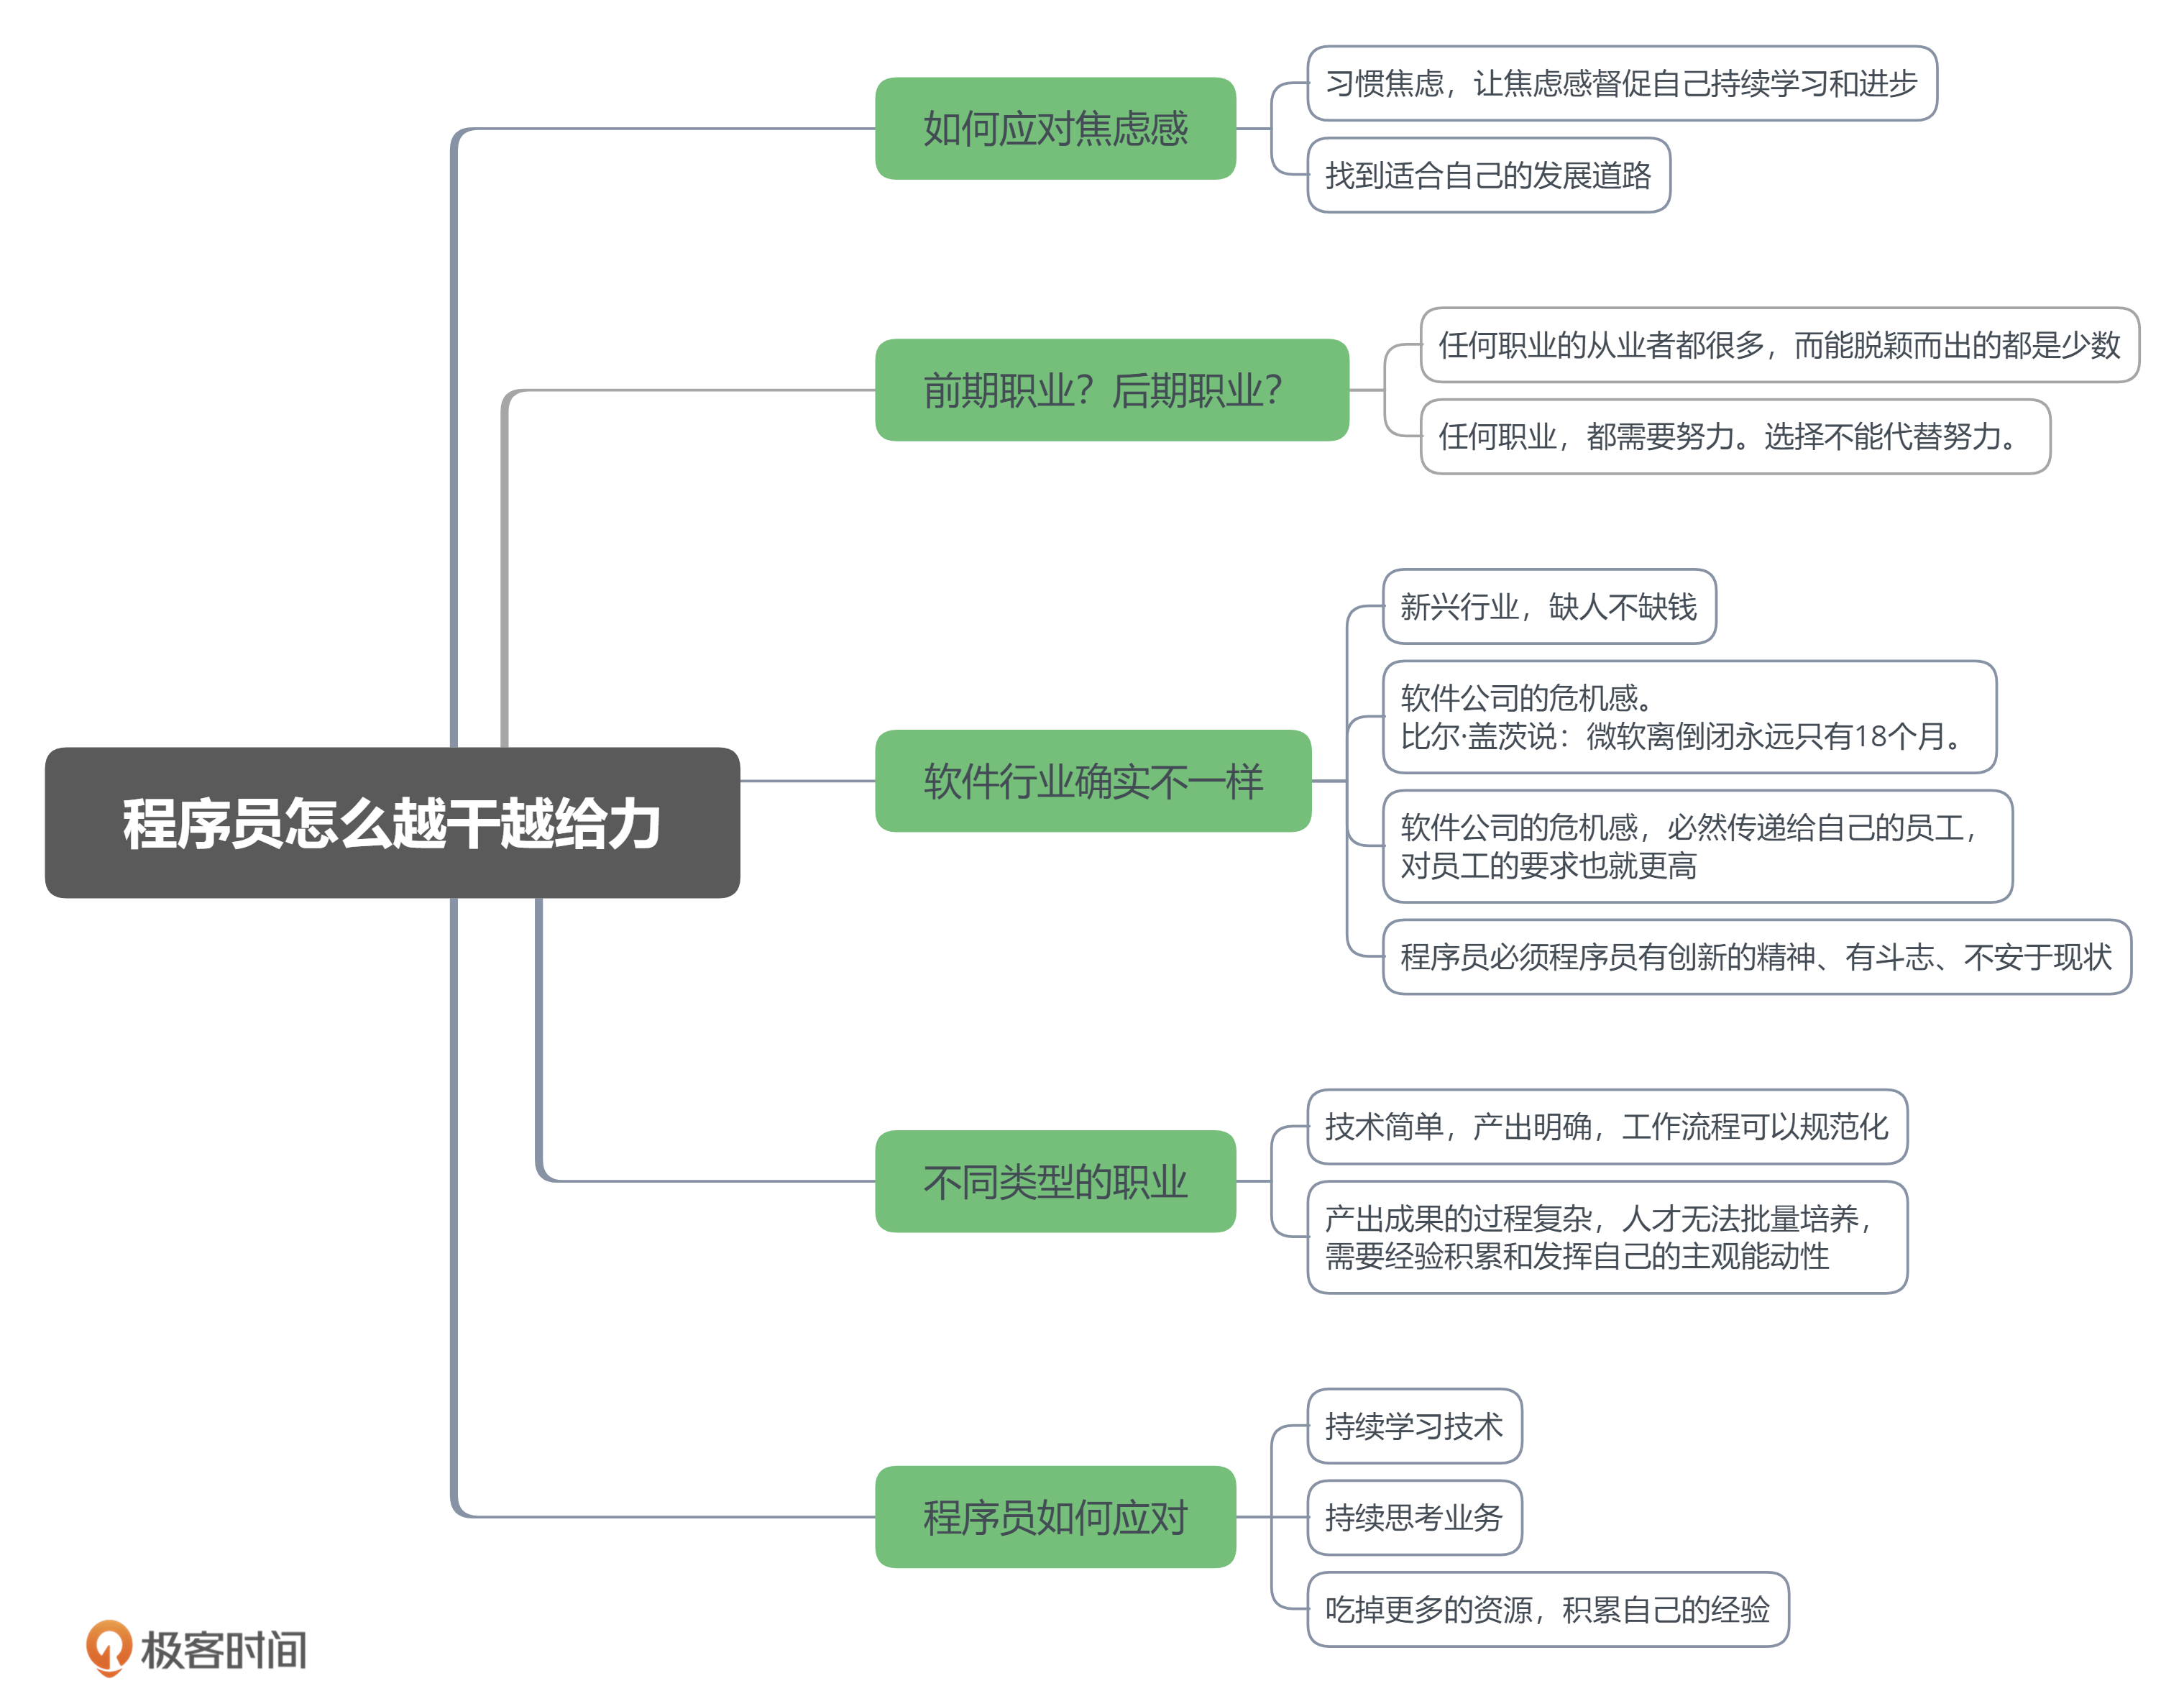 如何应对焦虑感
习惯焦虑，让焦虑感督促自己持续学习和进步
找到适合自己的发展道路
前期职业？后期职业？
任何职业的从业者都很多，而能脱颖而出的都是少数
任何职业，都需要努力。选择不能代替努力。
程序员怎么越干越给力
软件行业确实不一样
新兴行业，缺人不缺钱
软件公司的危机感。
比尔·盖茨说：微软离倒闭永远只有18个月。
软件公司的危机感，必然传递给自己的员工，
对员工的要求也就更高
程序员必须程序员有创新的精神、有斗志、不安于现状
不同类型的职业
技术简单，产出明确，工作流程可以规范化
产出成果的过程复杂，人才无法批量培养，
需要经验积累和发挥自己的主观能动性
程序员如何应对
持续学习技术
持续思考业务
吃掉更多的资源，积累自己的经验
极客时间